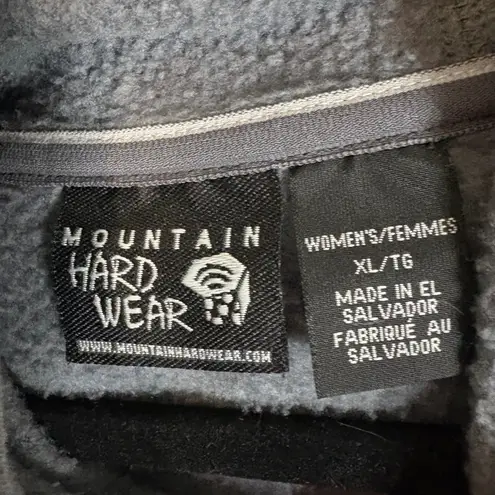 MOUNTAIN
HARD
WEAR
WWW.MOUNTAINHARDWEAR.COM
WOMEN'S/FEMMES
XL/TG
MADE IN EL
SALVADOR
FABRIQUÉ AU
SALVADOR